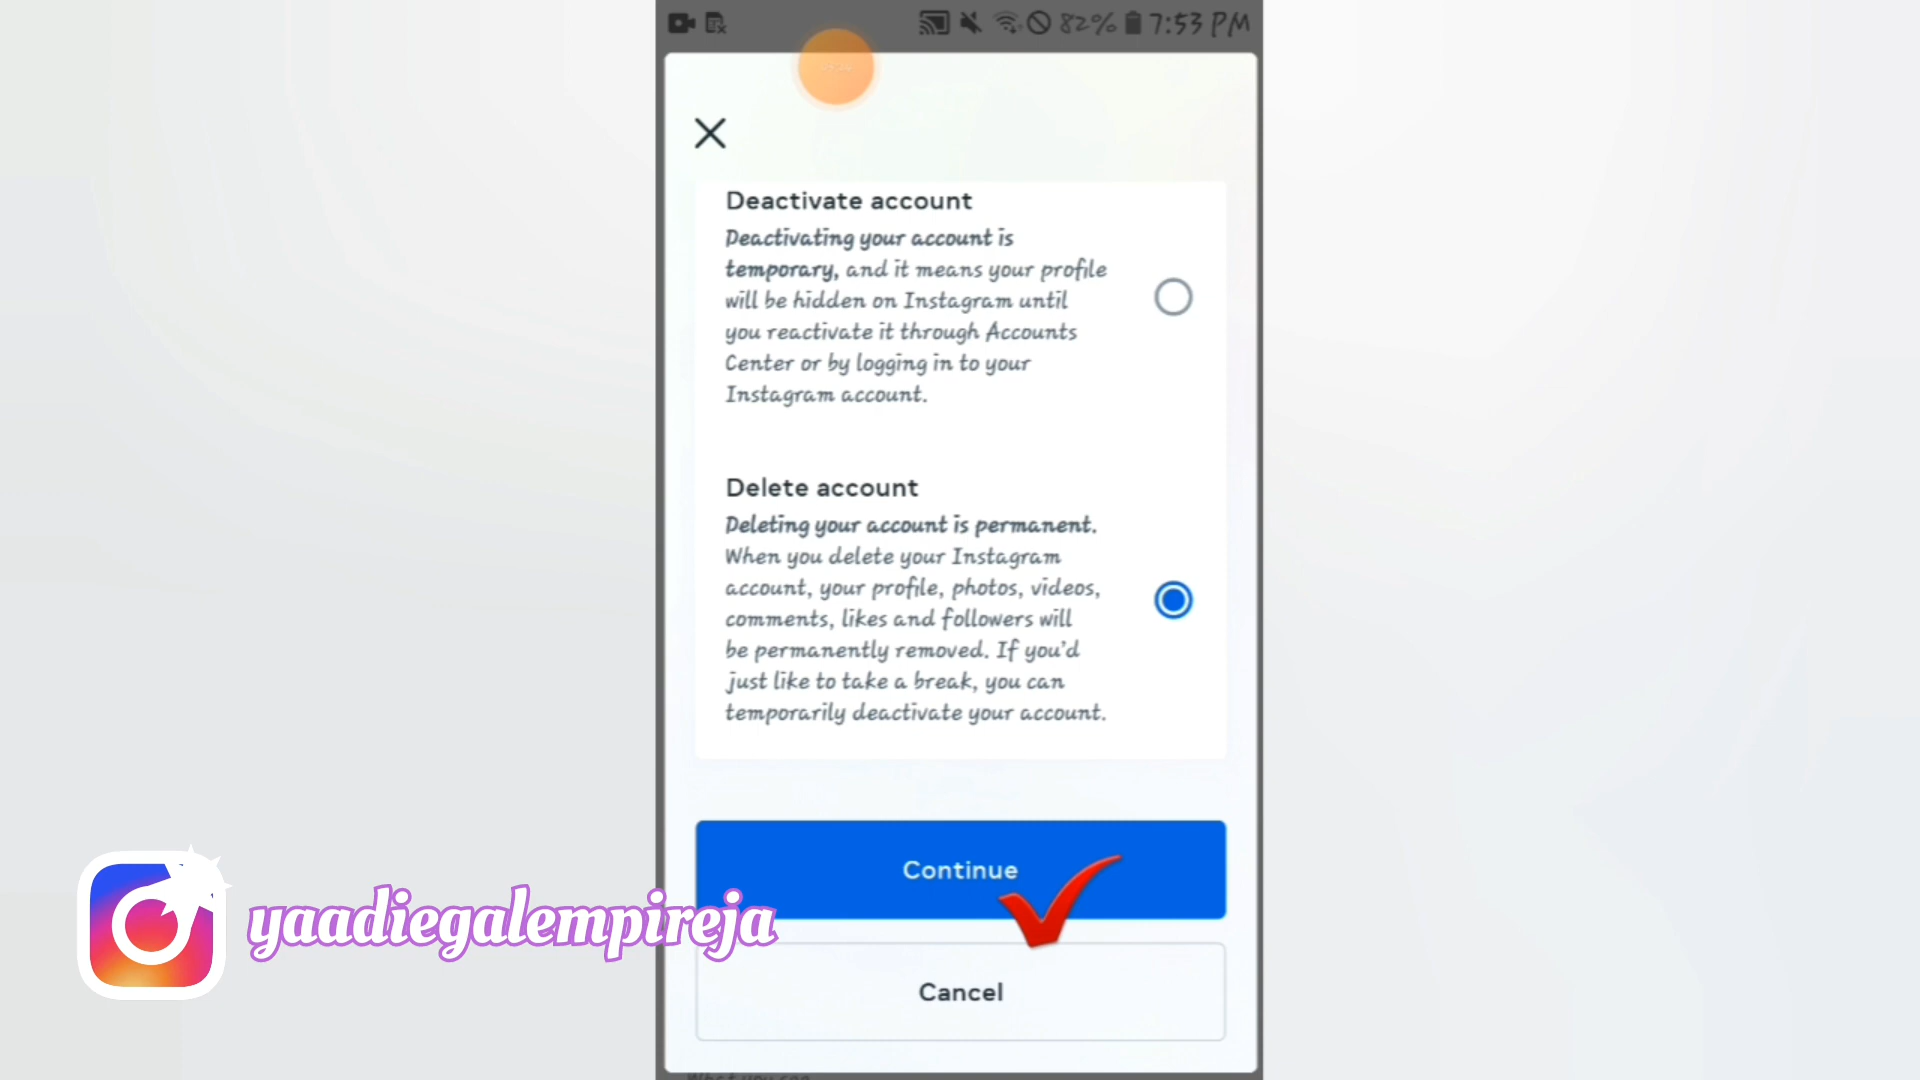 82% 7:53 PM
Deactivate account
Deactivating your account is
temporary, and it means your profile
will be hidden on Instagram until
you reactivate it through Accounts
Center or by logging in to your
Instagram account.
Delete account
Deleting your account is permanent.
When you delete your Instagram
account, your profile, photos, videos,
comments, likes and followers will
be permanently removed. If you'd
just like to take a break, you can
temporarily deactivate your account.
Continue
yaadiegalempireja
Cancel